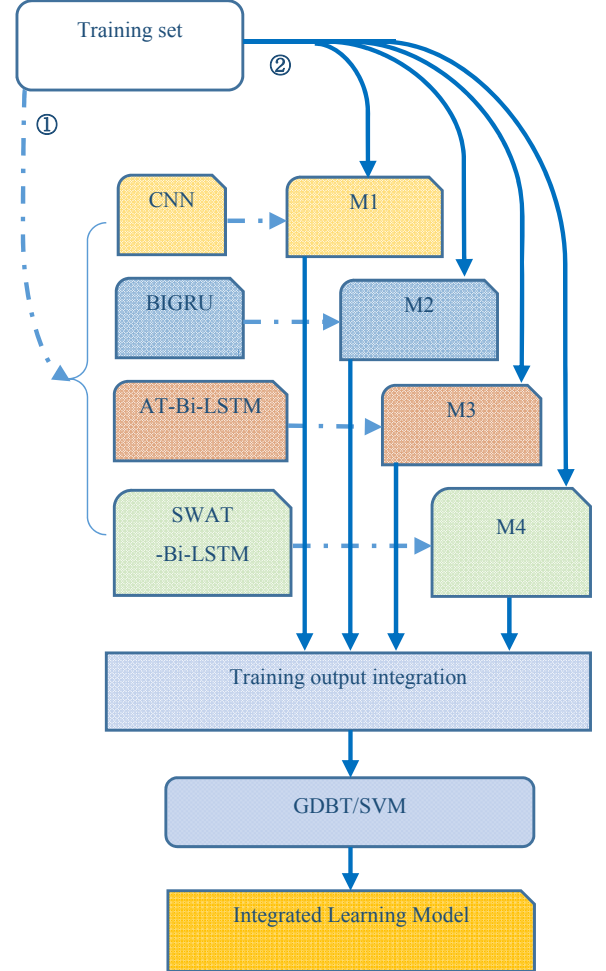 Training set
②
①
CNN
M1
BIGRU
M2
AT-Bi-LSTM
M3
SWAT
-Bi-LSTM
M4
Training output integration
GDBT/SVM
Integrated Learning Model